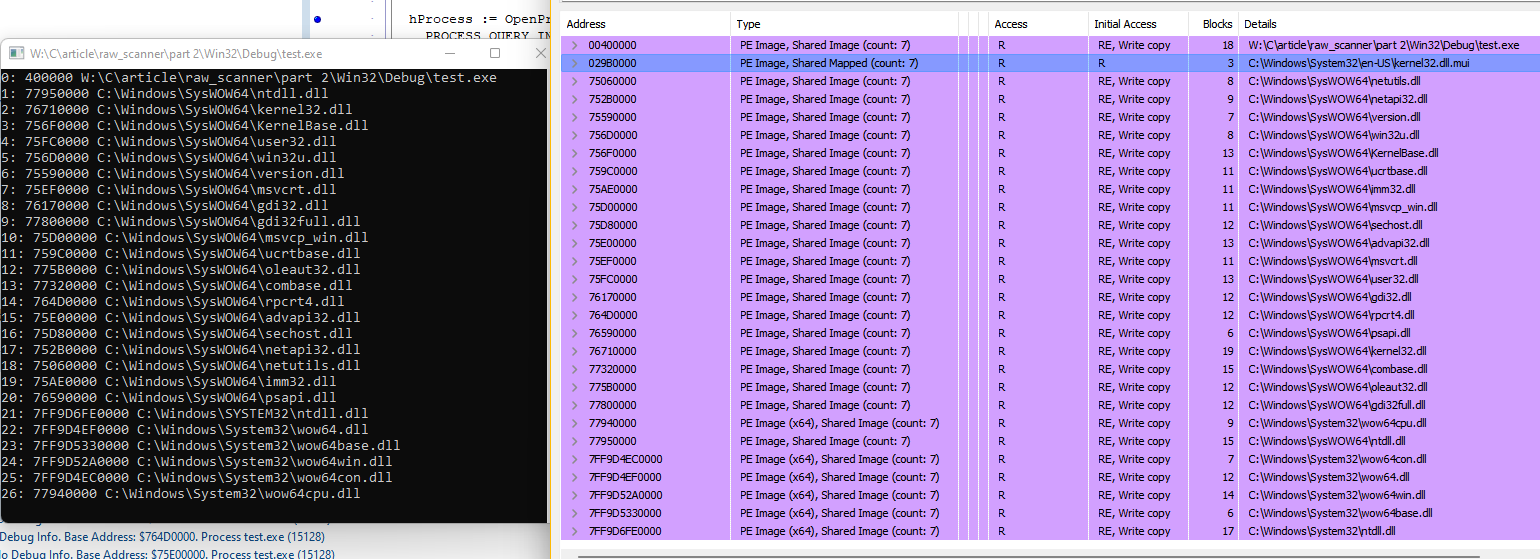 hProcess := OpenPr
PROCESS_QUERY_IN
W:\C\article\raw_scanner\part 2\Win32\Debug\test.exe
0: 400000 W:\C\article\raw_scanner\part 2\Win32\Debug\test.exe
1: 77950000 C:\Windows\SysWOW64\ntdll.dll
2: 76710000 C:\Windows\SysWOW64\kernel32.dll
3: 756F0000 C:\Windows\SysWOW64\KernelBase.dll
4: 75FC0000 C:\Windows\SysWOW64\user32.dll
5: 756D0000 C:\Windows\SysWOW64\win32u.dll
6: 75590000 C:\Windows\SysWOW64\version.dll
7: 75EF0000 C:\Windows\SysWOW64\msvcrt.dll
8: 76170000 C:\Windows\SysWOW64\gdi32.dll
9: 77800000 C:\Windows\SysWOW64\gdi32full.dll
10: 75D00000 C:\Windows\SysWOW64\msvcp_win.dll
11: 759C0000 C:\Windows\SysWOW64\ucrtbase.dll
12: 775B0000 C:\Windows\SysWOW64\oleaut32.dll
13: 77320000 C:\Windows\SysWOW64\combase.dll
14: 764D0000 C:\Windows\SysWOW64\rpcrt4.dll
15: 75E00000 C:\Windows\SysWOW64\advapi32.dll
16: 75D80000 C:\Windows\SysWOW64\sechost.dll
17: 752B0000 C:\Windows\SysWOW64\netapi32.dll
18: 75060000 C:\Windows\SysWOW64\netutils.dll
19: 75AE0000 C:\Windows\SysWOW64\imm32.dll
20: 76590000 C:\Windows\SysWOW64\psapi.dll
21: 7FF9D6FE0000 C:\Windows\SYSTEM32\ntdll.dll
22: 7FF9D4EF0000 C:\Windows\System32\wow64.dll
23: 7FF9D5330000 C:\Windows\System32\wow64base.dll
24: 7FF9D52A0000 C:\Windows\System32\wow64win.dll
25: 7FF9D4EC0000 C:\Windows\System32\wow64con.dll
26: 77940000 C:\Windows\System32\wow64cpu.dll
Debug Info. Base Address: $764D0000. Process test.exe (15128)
o Debug Info. Base Address: $75E00000. Process test.exe (15128)
Address Type Access Initial Access Blocks Details
00400000 PE Image, Shared Image (count: 7) R RE, Write copy 18 W:\C\article\raw_scanner\part 2\Win32\Debug\test.exe
029B0000 PE Image, Shared Mapped (count: 7) R R 3 C:\Windows\System32\en-US\kernel32.dll.mui
75060000 PE Image, Shared Image (count: 7) R RE, Write copy 8 C:\Windows\SysWOW64\netutils.dll
752B0000 PE Image, Shared Image (count: 7) R RE, Write copy 9 C:\Windows\SysWOW64\netapi32.dll
75590000 PE Image, Shared Image (count: 7) R RE, Write copy 7 C:\Windows\SysWOW64\version.dll
756D0000 PE Image, Shared Image (count: 7) R RE, Write copy 8 C:\Windows\SysWOW64\win32u.dll
756F0000 PE Image, Shared Image (count: 7) R RE, Write copy 13 C:\Windows\SysWOW64\KernelBase.dll
759C0000 PE Image, Shared Image (count: 7) R RE, Write copy 11 C:\Windows\SysWOW64\ucrtbase.dll
75AE0000 PE Image, Shared Image (count: 7) R RE, Write copy 11 C:\Windows\SysWOW64\imm32.dll
75D00000 PE Image, Shared Image (count: 7) R RE, Write copy 11 C:\Windows\SysWOW64\msvcp_win.dll
75D80000 PE Image, Shared Image (count: 7) R RE, Write copy 12 C:\Windows\SysWOW64\sechost.dll
75E00000 PE Image, Shared Image (count: 7) R RE, Write copy 13 C:\Windows\SysWOW64\advapi32.dll
75EF0000 PE Image, Shared Image (count: 7) R RE, Write copy 11 C:\Windows\SysWOW64\msvcrt.dll
75FC0000 PE Image, Shared Image (count: 7) R RE, Write copy 13 C:\Windows\SysWOW64\user32.dll
76170000 PE Image, Shared Image (count: 7) R RE, Write copy 12 C:\Windows\SysWOW64\gdi32.dll
764D0000 PE Image, Shared Image (count: 7) R RE, Write copy 12 C:\Windows\SysWOW64\rpcrt4.dll
76590000 PE Image, Shared Image (count: 7) R RE, Write copy 6 C:\Windows\SysWOW64\psapi.dll
76710000 PE Image, Shared Image (count: 7) R RE, Write copy 19 C:\Windows\SysWOW64\kernel32.dll
77320000 PE Image, Shared Image (count: 7) R RE, Write copy 15 C:\Windows\SysWOW64\combase.dll
775B0000 PE Image, Shared Image (count: 7) R RE, Write copy 12 C:\Windows\SysWOW64\oleaut32.dll
77800000 PE Image, Shared Image (count: 7) R RE, Write copy 12 C:\Windows\SysWOW64\gdi32full.dll
77940000 PE Image (x64), Shared Image (count: 7) R RE, Write copy 9 C:\Windows\System32\wow64cpu.dll
77950000 PE Image, Shared Image (count: 7) R RE, Write copy 15 C:\Windows\SysWOW64\ntdll.dll
7FF9D4EC0000 PE Image (x64), Shared Image (count: 7) R RE, Write copy 7 C:\Windows\System32\wow64con.dll
7FF9D4EF0000 PE Image (x64), Shared Image (count: 7) R RE, Write copy 12 C:\Windows\System32\wow64.dll
7FF9D52A0000 PE Image (x64), Shared Image (count: 7) R RE, Write copy 14 C:\Windows\System32\wow64win.dll
7FF9D5330000 PE Image (x64), Shared Image (count: 7) R RE, Write copy 6 C:\Windows\System32\wow64base.dll
7FF9D6FE0000 PE Image (x64), Shared Image (count: 7) R RE, Write copy 17 C:\Windows\System32\ntdll.dll